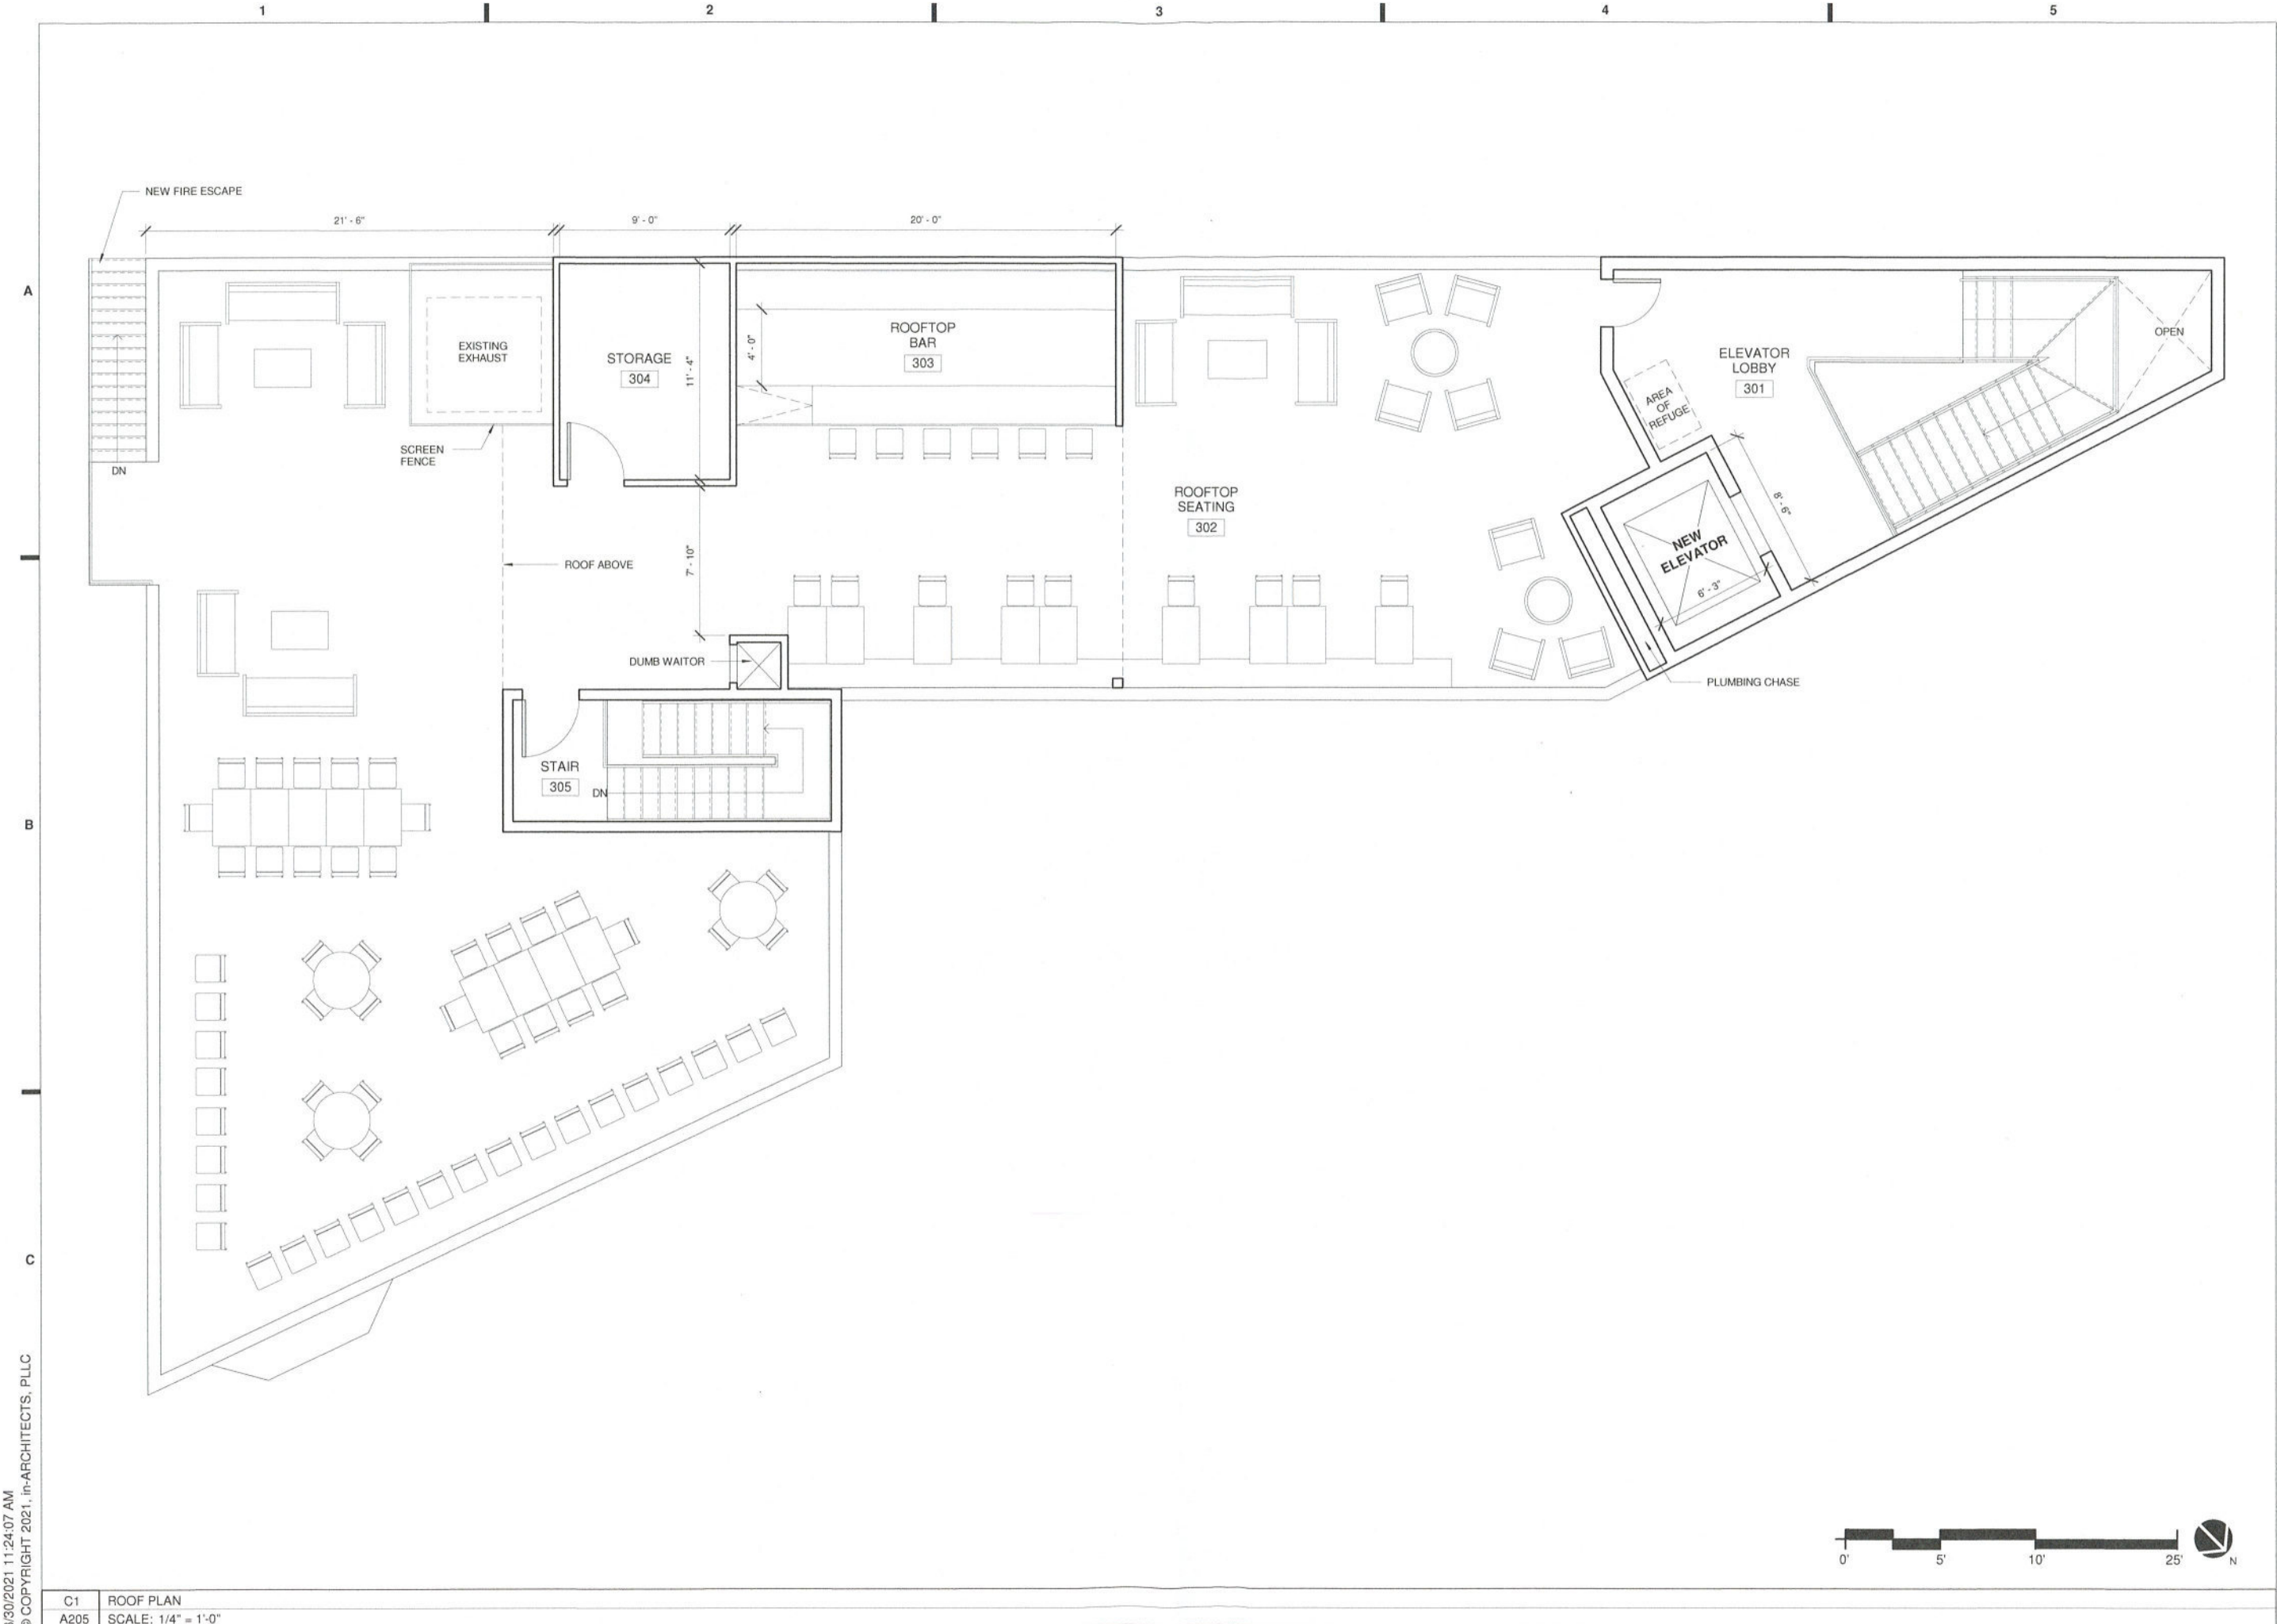 1
2
3
4
5
A
B
C
NEW FIRE ESCAPE
21' - 6"
9' - 0"
20' - 0"
EXISTING
EXHAUST
STORAGE
304
11' - 4"
4' - 0"
ROOFTOP
BAR
303
ELEVATOR
LOBBY
301
OPEN
AREA
OF
REFUGE
SCREEN
FENCE
DN
ROOFTOP
SEATING
302
8' - 6"
NEW
ELEVATOR
6' - 3"
ROOF ABOVE
7' - 10"
DUMB WAITOR
PLUMBING CHASE
STAIR
305
DN
0'
5'
10'
25'
N
/30/2021 11:24:07 AM
© COPYRIGHT 2021, in-ARCHITECTS, PLLC
C1
ROOF PLAN
A205
SCALE: 1/4" = 1'-0"